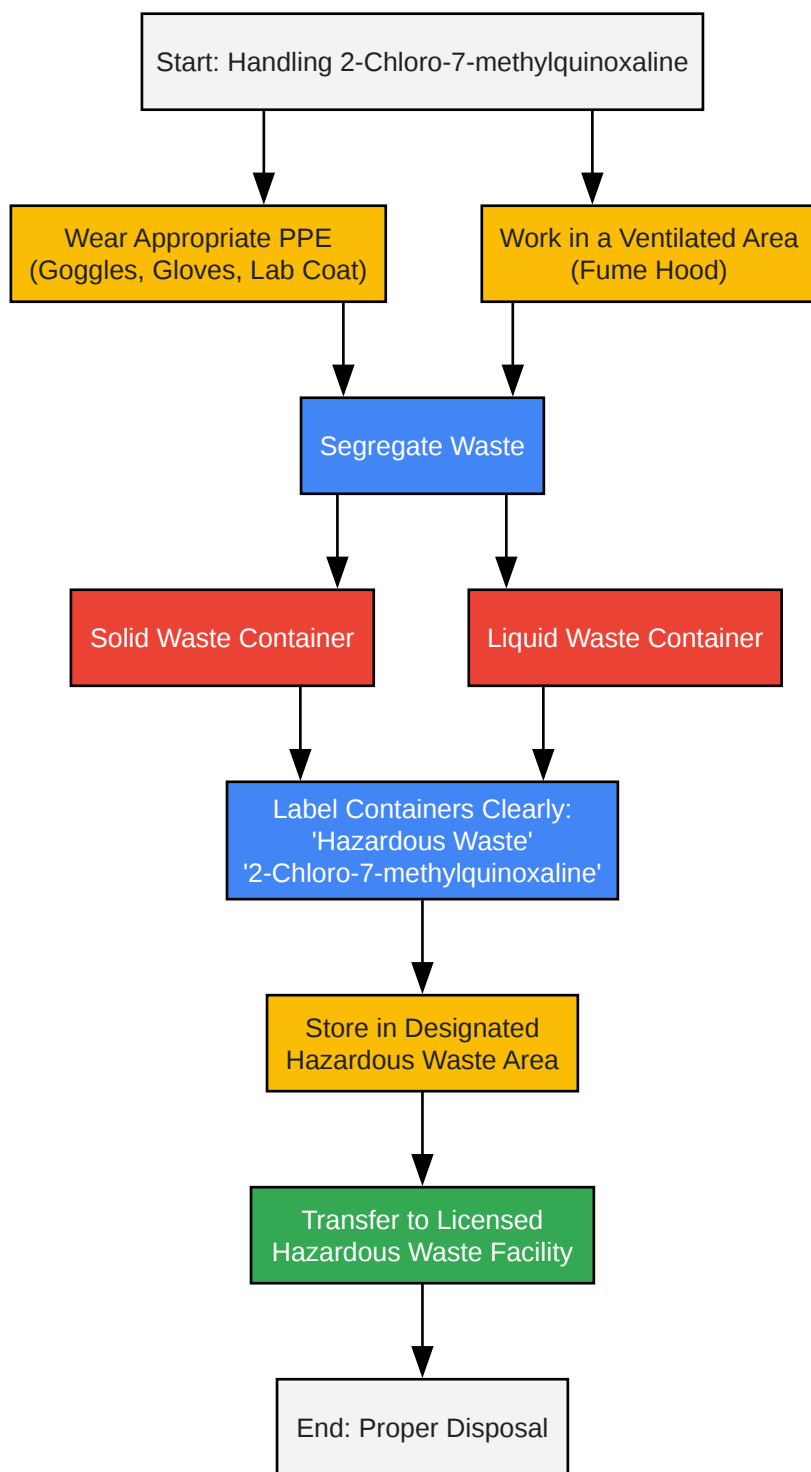 Start: Handling 2-Chloro-7-methylquinoxaline
Wear Appropriate PPE
(Goggles, Gloves, Lab Coat)
Work in a Ventilated Area
(Fume Hood)
Segregate Waste
Solid Waste Container
Liquid Waste Container
Label Containers Clearly:
'Hazardous Waste'
'2-Chloro-7-methylquinoxaline'
Store in Designated
Hazardous Waste Area
Transfer to Licensed
Hazardous Waste Facility
End: Proper Disposal